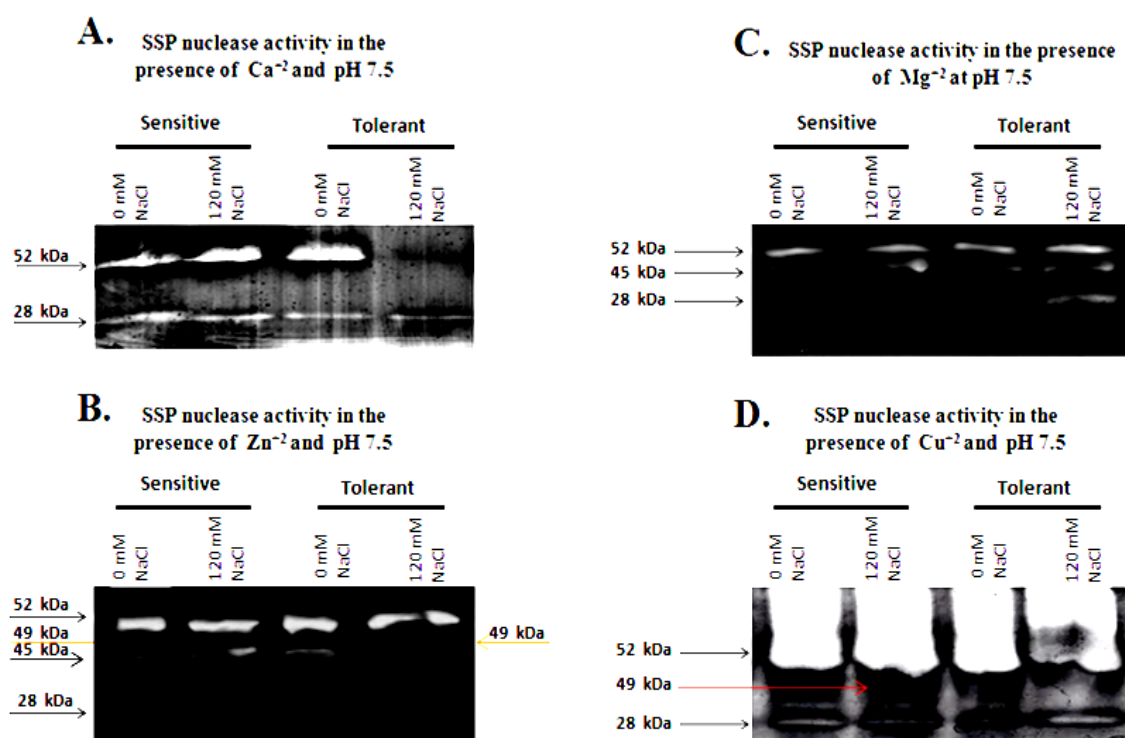 A.
SSP nuclease activity in the
presence of Ca⁺² and pH 7.5
Sensitive
Tolerant
0 mM
NaCl
120 mM
NaCl
0 mM
NaCl
120 mM
NaCl
52 kDa
28 kDa
B.
SSP nuclease activity in the
presence of Zn⁺² and pH 7.5
Sensitive
Tolerant
0 mM
NaCl
120 mM
NaCl
0 mM
NaCl
120 mM
NaCl
52 kDa
49 kDa
45 kDa
28 kDa
49 kDa
C.
SSP nuclease activity in the presence
of Mg⁺² at pH 7.5
Sensitive
Tolerant
0 mM
NaCl
120 mM
NaCl
0 mM
NaCl
120 mM
NaCl
52 kDa
45 kDa
28 kDa
D.
SSP nuclease activity in the
presence of Cu⁺² and pH 7.5
Sensitive
Tolerant
0 mM
NaCl
120 mM
NaCl
0 mM
NaCl
120 mM
NaCl
52 kDa
49 kDa
28 kDa